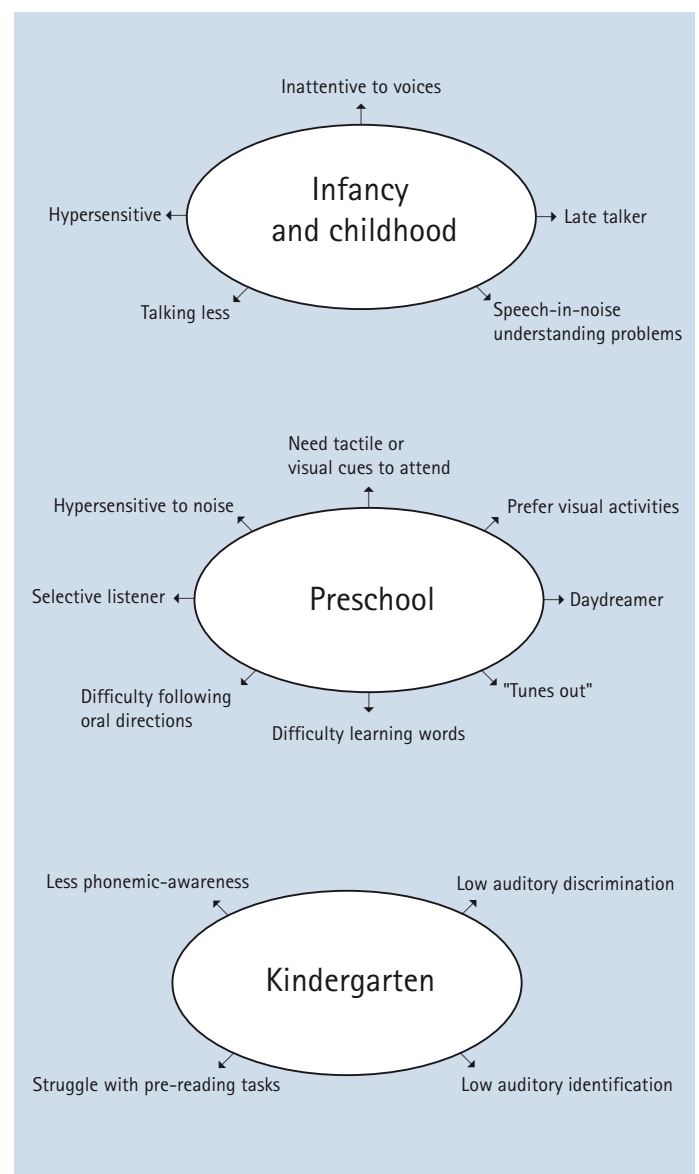 Inattentive to voices
Infancy
and childhood
Hypersensitive
Late talker
Talking less
Speech-in-noise
understanding problems
Need tactile or
visual cues to attend
Hypersensitive to noise
Prefer visual activities
Selective listener
Preschool
Daydreamer
Difficulty following
oral directions
"Tunes out"
Difficulty learning words
Less phonemic-awareness
Low auditory discrimination
Kindergarten
Struggle with pre-reading tasks
Low auditory identification